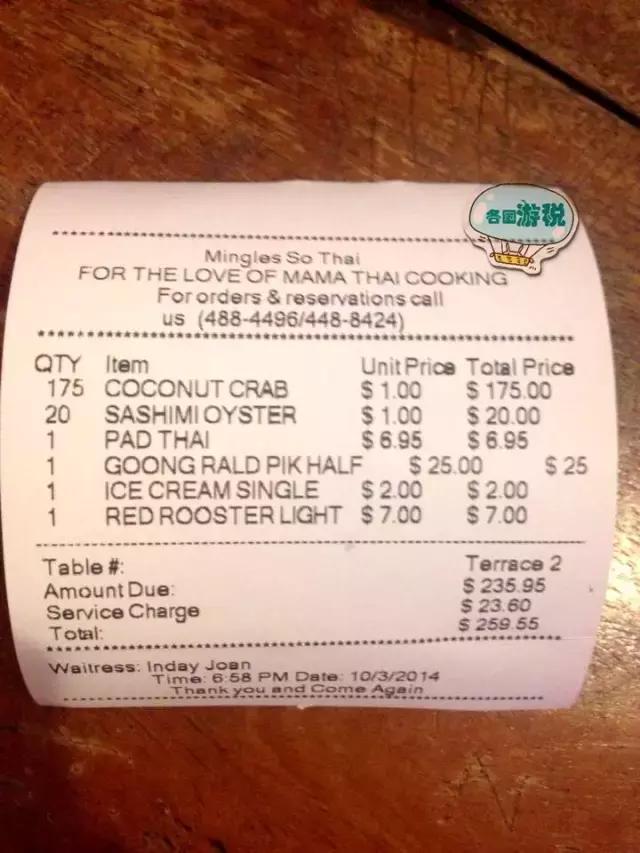 各国游税
***********************************************
Mingles So Thai
FOR THE LOVE OF MAMA THAI COOKING
For orders & reservations call
us (488-4496/448-8424)
***********************************************
QTY Item Unit Price Total Price
175 COCONUT CRAB $ 1.00 $ 175.00
20 SASHIMI OYSTER $ 1.00 $ 20.00
1 PAD THAI $ 6.95 $ 6.95
1 GOONG RALD PIK HALF $ 25.00 $ 25
1 ICE CREAM SINGLE $ 2.00 $ 2.00
1 RED ROOSTER LIGHT $ 7.00 $ 7.00
Table #: Terrace 2
Amount Due: $ 235.95
Service Charge $ 23.60
Total: $ 259.55
***********************************************
Waitress: Inday Joan
Time: 6:58 PM Date: 10/3/2014
Thank you and Come Again